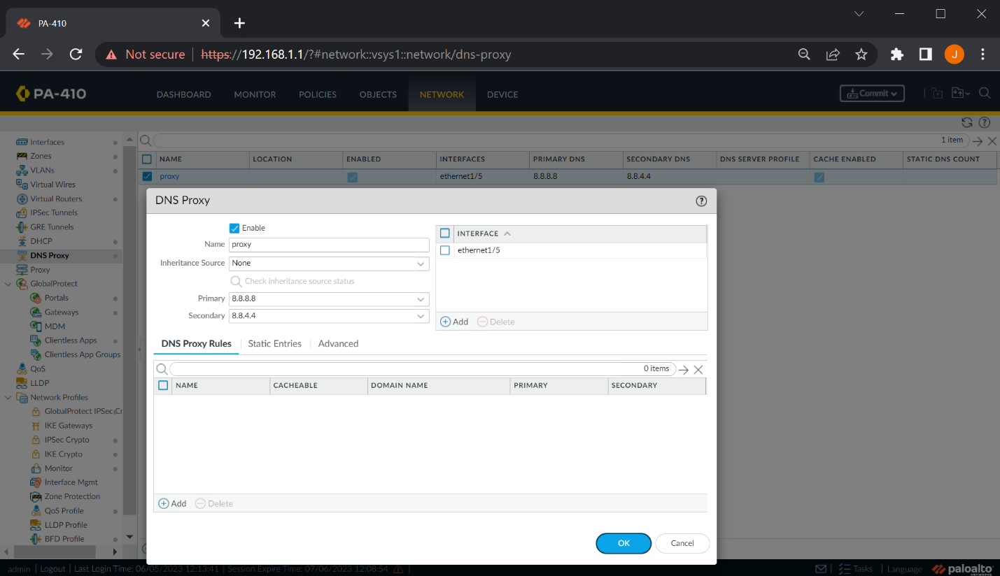 PA-410
Not secure https://192.168.1.1/?#network::vsys1::network/dns-proxy
J
PA-410 DASHBOARD MONITOR POLICIES OBJECTS NETWORK DEVICE Commit
Interfaces
Zones
VLANs
Virtual Wires
Virtual Routers
IPSec Tunnels
GRE Tunnels
DHCP
DNS Proxy
Proxy
GlobalProtect
Portals
Gateways
MDM
Clientless Apps
Clientless App Groups
QoS
LLDP
Network Profiles
GlobalProtect IPSec Cr
IKE Gateways
IPSec Crypto
IKE Crypto
Monitor
Interface Mgmt
Zone Protection
QoS Profile
LLDP Profile
BFD Profile
1 item
NAME LOCATION ENABLED INTERFACES PRIMARY DNS SECONDARY DNS DNS SERVER PROFILE CACHE ENABLED STATIC DNS COUNT
proxy ethernet1/5 8.8.8.8 8.8.4.4
DNS Proxy
Enable
Name proxy
Inheritance Source None
Check inheritance source status
Primary 8.8.8.8
Secondary 8.8.4.4
INTERFACE
ethernet1/5
Add Delete
DNS Proxy Rules Static Entries Advanced
0 items
NAME CACHEABLE DOMAIN NAME PRIMARY SECONDARY
Add Delete
OK Cancel
admin | Logout | Last Login Time: 06/05/2023 12:13:41 | Session Expire Time: 07/06/2023 12:08:54 | Tasks | Language paloalto
NETWORKS